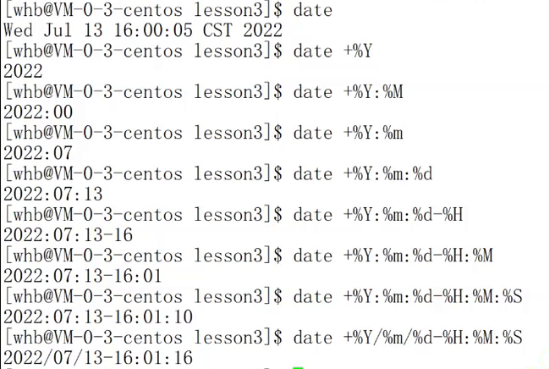 [whb@VM-0-3-centos lesson3]$ date
Wed Jul 13 16:00:05 CST 2022
[whb@VM-0-3-centos lesson3]$ date +%Y
2022
[whb@VM-0-3-centos lesson3]$ date +%Y:%M
2022:00
[whb@VM-0-3-centos lesson3]$ date +%Y:%m
2022:07
[whb@VM-0-3-centos lesson3]$ date +%Y:%m:%d
2022:07:13
[whb@VM-0-3-centos lesson3]$ date +%Y:%m:%d-%H
2022:07:13-16
[whb@VM-0-3-centos lesson3]$ date +%Y:%m:%d-%H:%M
2022:07:13-16:01
[whb@VM-0-3-centos lesson3]$ date +%Y:%m:%d-%H:%M:%S
2022:07:13-16:01:10
[whb@VM-0-3-centos lesson3]$ date +%Y/%m/%d-%H:%M:%S
2022/07/13-16:01:16